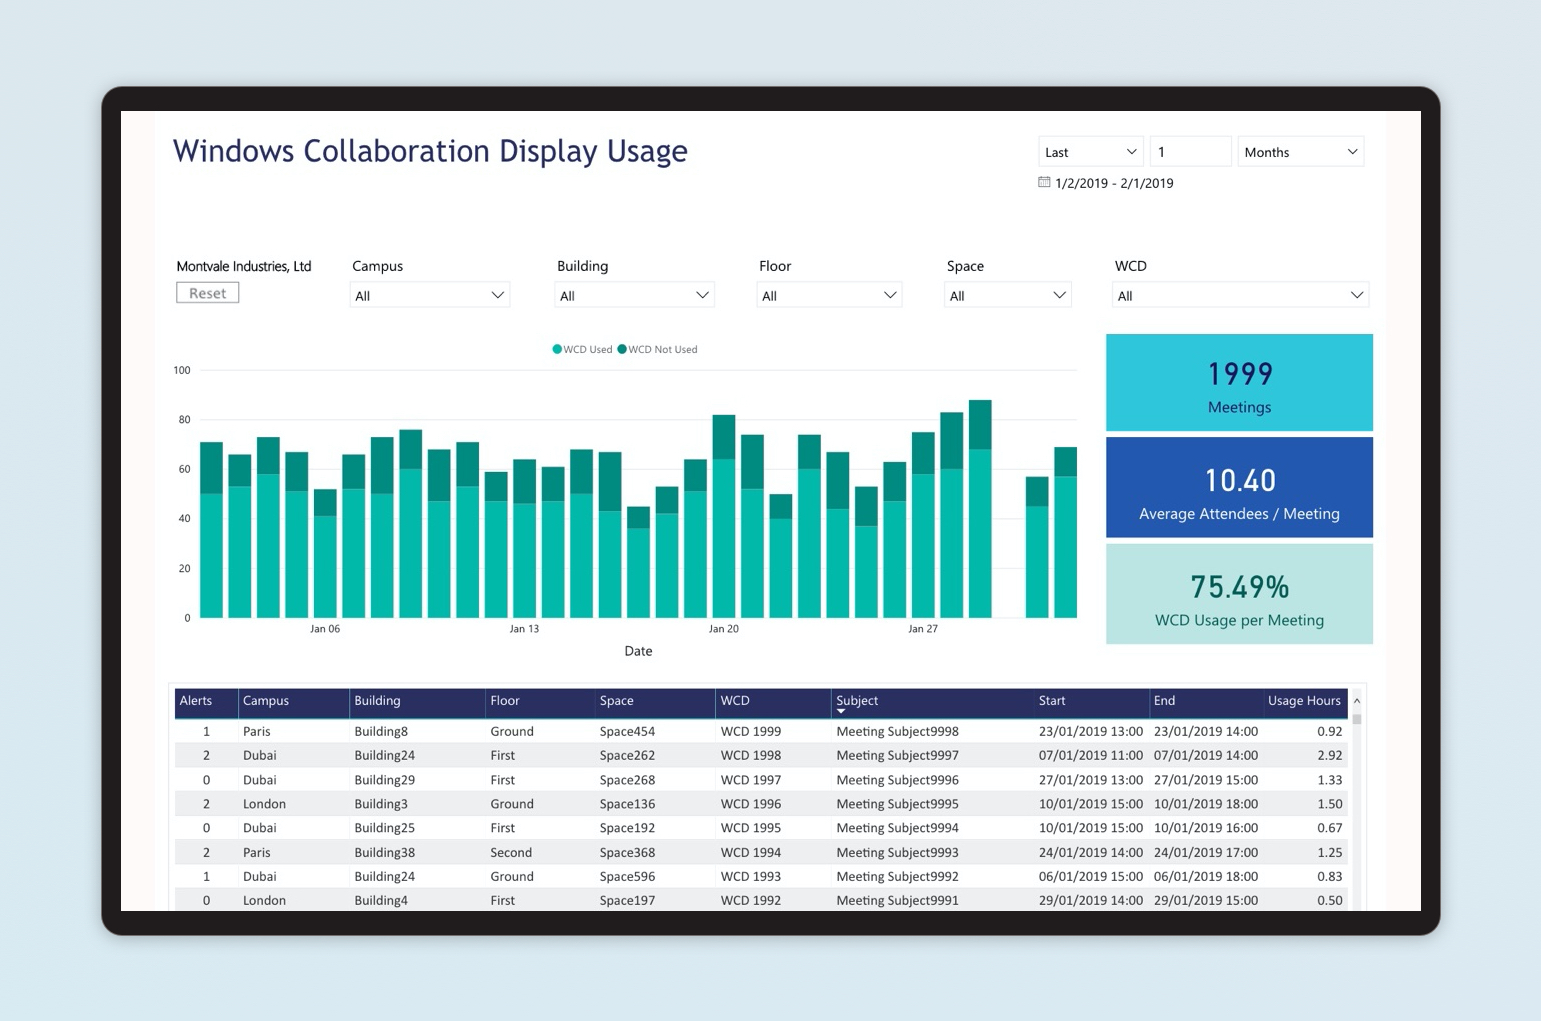 Windows Collaboration Display Usage
Last 1 Months
1/2/2019 - 2/1/2019
Montvale Industries, Ltd Campus Building Floor Space WCD
Reset All All All All All
WCD Used WCD Not Used
100
80
60
40
20
0
Jan 06 Jan 13 Jan 20 Jan 27
Date
1999
Meetings
10.40
Average Attendees / Meeting
75.49%
WCD Usage per Meeting
Alerts Campus Building Floor Space WCD Subject Start End Usage Hours
1 Paris Building8 Ground Space454 WCD 1999 Meeting Subject9998 23/01/2019 13:00 23/01/2019 14:00 0.92
2 Dubai Building24 First Space262 WCD 1998 Meeting Subject9997 07/01/2019 11:00 07/01/2019 14:00 2.92
0 Dubai Building29 First Space268 WCD 1997 Meeting Subject9996 27/01/2019 13:00 27/01/2019 15:00 1.33
2 London Building3 Ground Space136 WCD 1996 Meeting Subject9995 10/01/2019 15:00 10/01/2019 18:00 1.50
0 Dubai Building25 First Space192 WCD 1995 Meeting Subject9994 10/01/2019 15:00 10/01/2019 16:00 0.67
2 Paris Building38 Second Space368 WCD 1994 Meeting Subject9993 24/01/2019 14:00 24/01/2019 17:00 1.25
1 Dubai Building24 Ground Space596 WCD 1993 Meeting Subject9992 06/01/2019 15:00 06/01/2019 18:00 0.83
0 London Building4 First Space197 WCD 1992 Meeting Subject9991 29/01/2019 14:00 29/01/2019 15:00 0.50